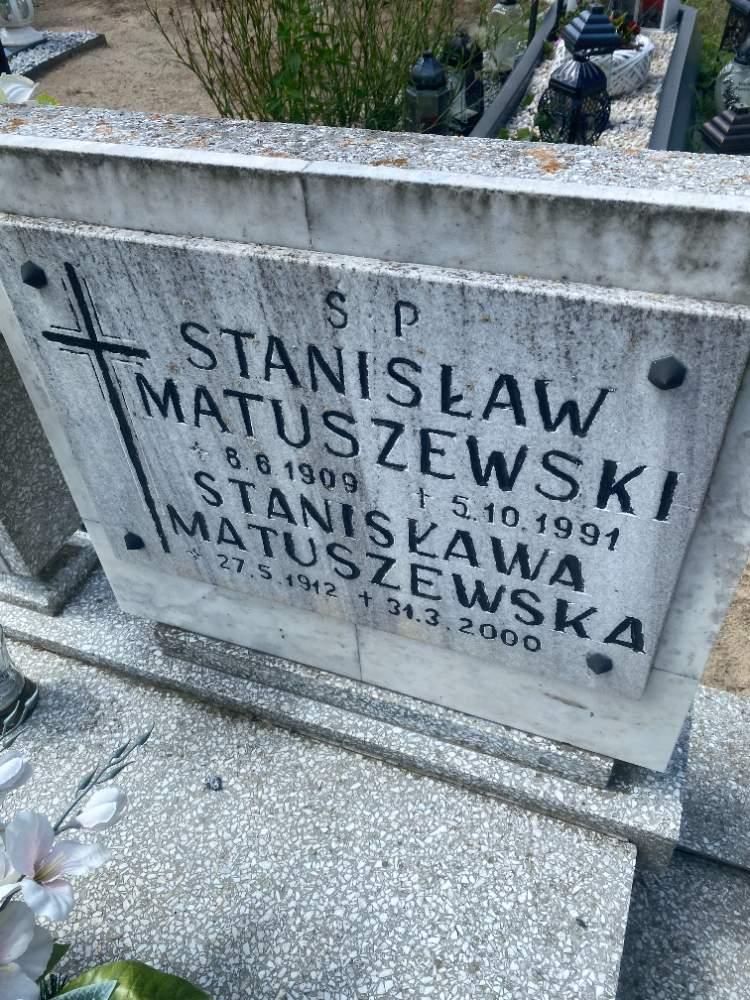 S P
STANISŁAW
MATUSZEWSKI
* 8.6.1909 † 5.10.1991
STANISŁAWA
MATUSZEWSKA
* 27.5.1912 † 31.3.2000